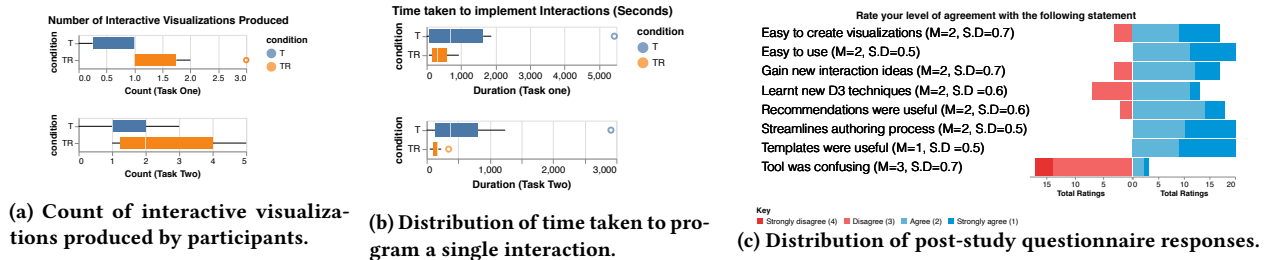 Number of Interactive Visualizations Produced
condition
T
TR
0.0 0.5 1.0 1.5 2.0 2.5 3.0
Count (Task One)
condition
T
TR
condition
T
TR
0 1 2 3 4 5
Count (Task Two)
(a) Count of interactive visualiza-
tions produced by participants.
Time taken to implement Interactions (Seconds)
condition
T
TR
0 1,000 2,000 3,000 4,000 5,000
Duration (Task one)
condition
T
TR
condition
T
TR
0 1,000 2,000 3,000
Duration (Task Two)
(b) Distribution of time taken to pro-
gram a single interaction.
Rate your level of agreement with the following statement
Easy to create visualizations (M=2, S.D=0.7)
Easy to use (M=2, S.D=0.5)
Gain new interaction ideas (M=2, S.D=0.7)
Learnt new D3 techniques (M=2, S.D =0.6)
Recommendations were useful (M=2, S.D=0.6)
Streamlines authoring process (M=2, S.D=0.5)
Templates were useful (M=1, S.D =0.5)
Tool was confusing (M=3, S.D=0.7)
15 10 5 0 0 5 10 15 20
Total Ratings Total Ratings
Key
Strongly disagree (4) Disagree (3) Agree (2) Strongly agree (1)
(c) Distribution of post-study questionnaire responses.